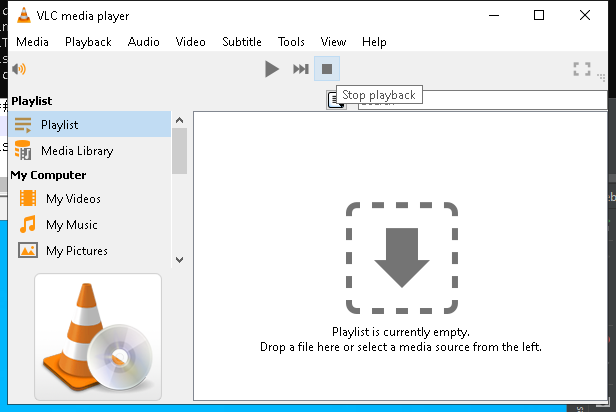 VLC media player
Media Playback Audio Video Subtitle Tools View Help
Stop playback
Playlist
Playlist
Media Library
My Computer
My Videos
My Music
My Pictures
Playlist is currently empty.
Drop a file here or select a media source from the left.